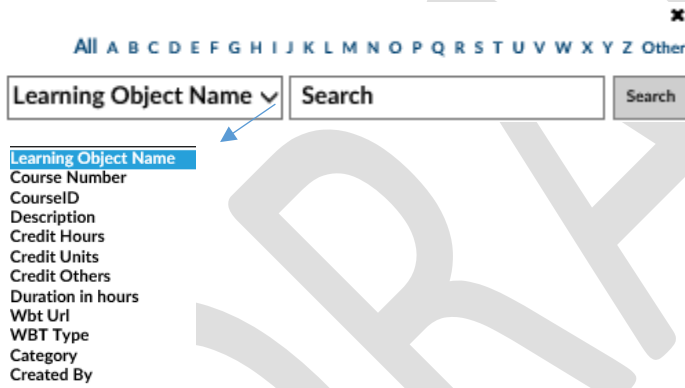 ✖
All A B C D E F G H I J K L M N O P Q R S T U V W X Y Z Other
Learning Object Name Search Search
Learning Object Name
Course Number
CourseID
Description
Credit Hours
Credit Units
Credit Others
Duration in hours
Wbt Url
WBT Type
Category
Created By